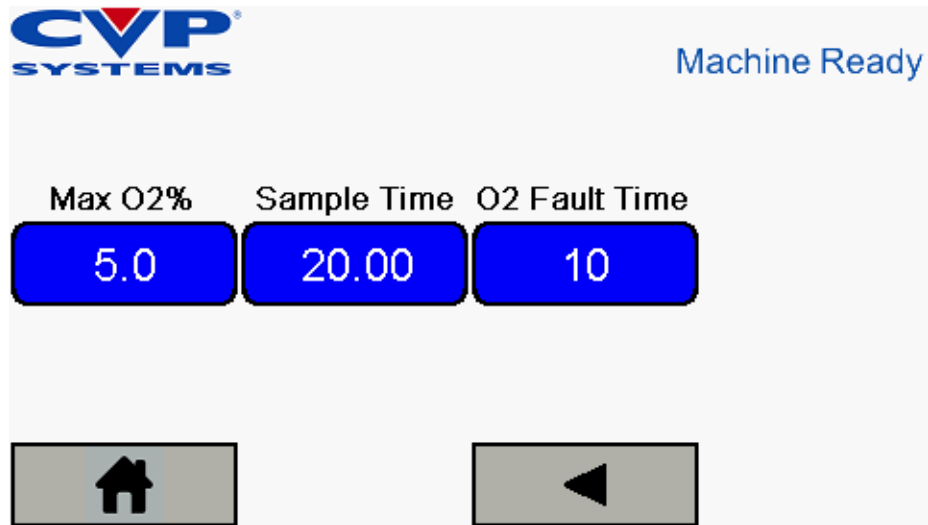 CVP
SYSTEMS
Machine Ready
Max O2% Sample Time O2 Fault Time
5.0 20.00 10